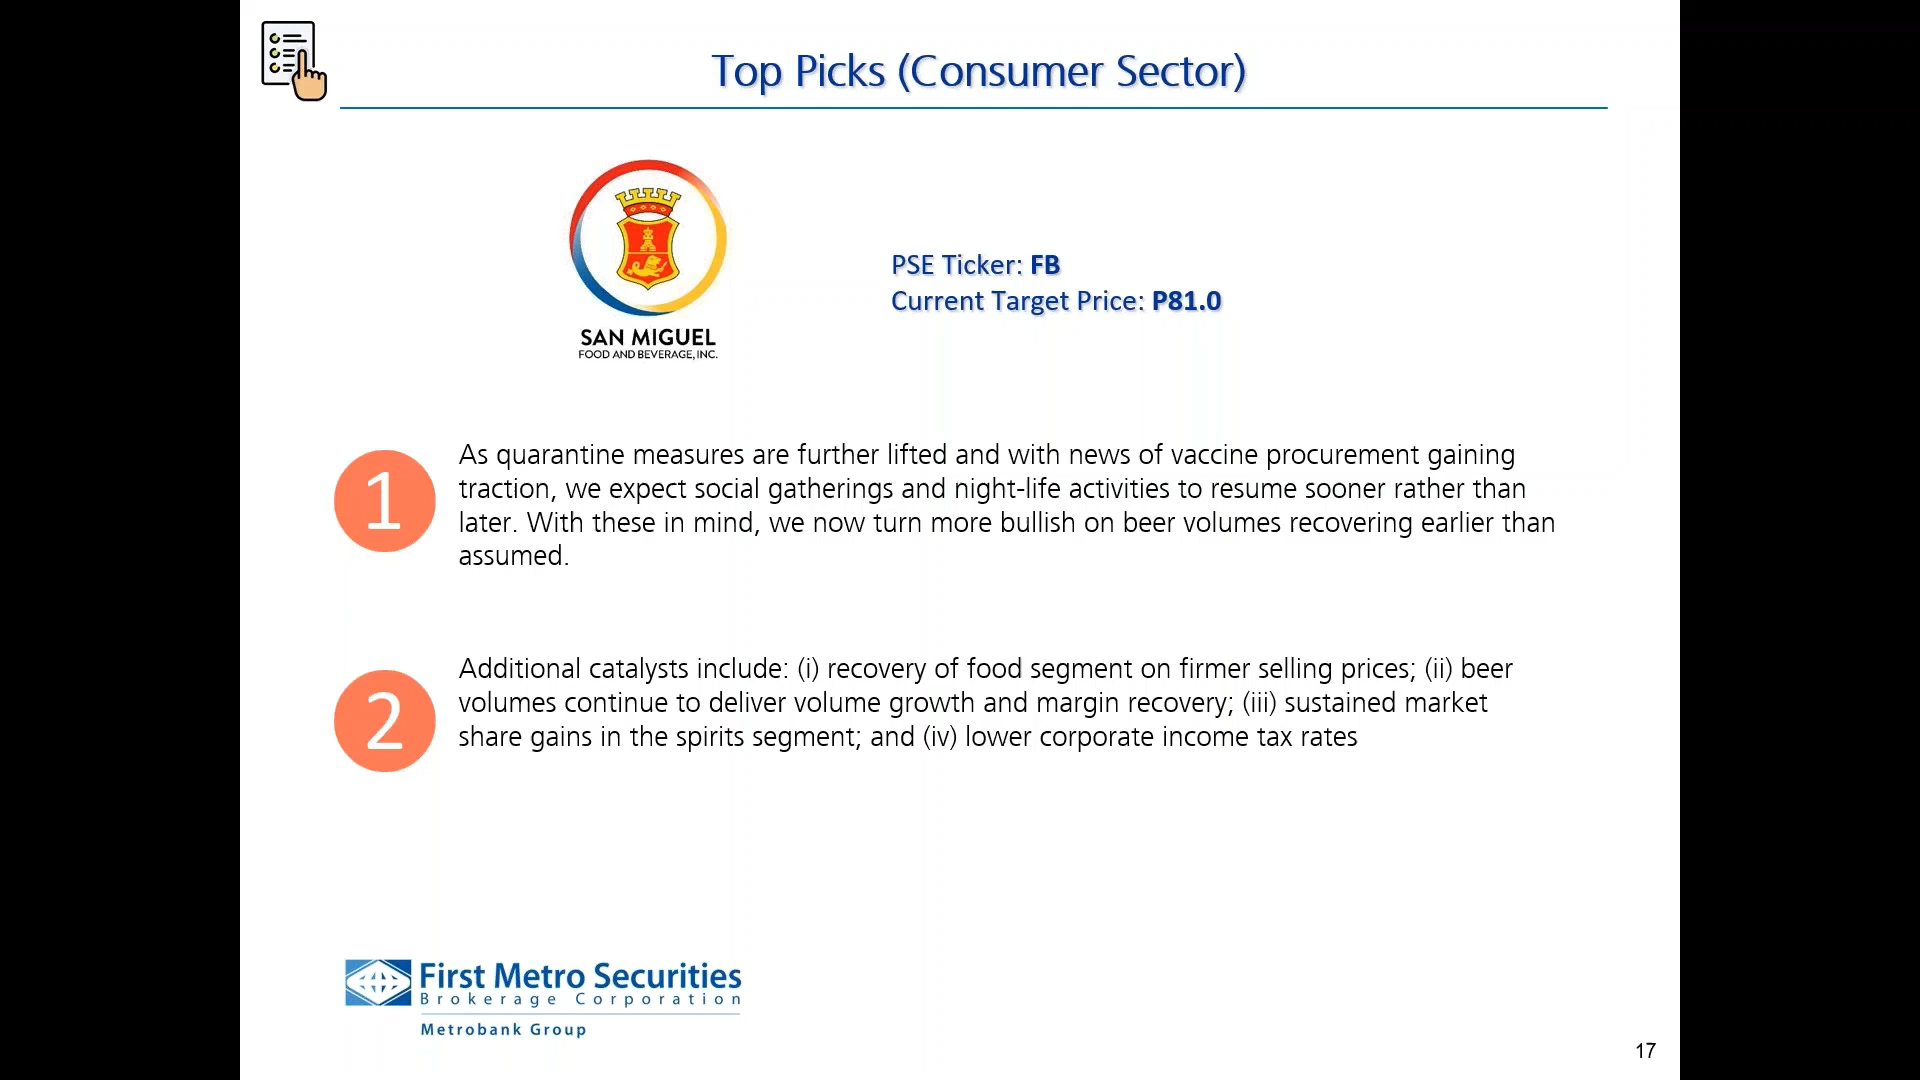 Top Picks (Consumer Sector)
SAN MIGUEL
FOOD AND BEVERAGE, INC.
PSE Ticker: FB
Current Target Price: P81.0
1
As quarantine measures are further lifted and with news of vaccine procurement gaining
traction, we expect social gatherings and night-life activities to resume sooner rather than
later. With these in mind, we now turn more bullish on beer volumes recovering earlier than
assumed.
2
Additional catalysts include: (i) recovery of food segment on firmer selling prices; (ii) beer
volumes continue to deliver volume growth and margin recovery; (iii) sustained market
share gains in the spirits segment; and (iv) lower corporate income tax rates
First Metro Securities
Brokerage Corporation
Metrobank Group
17